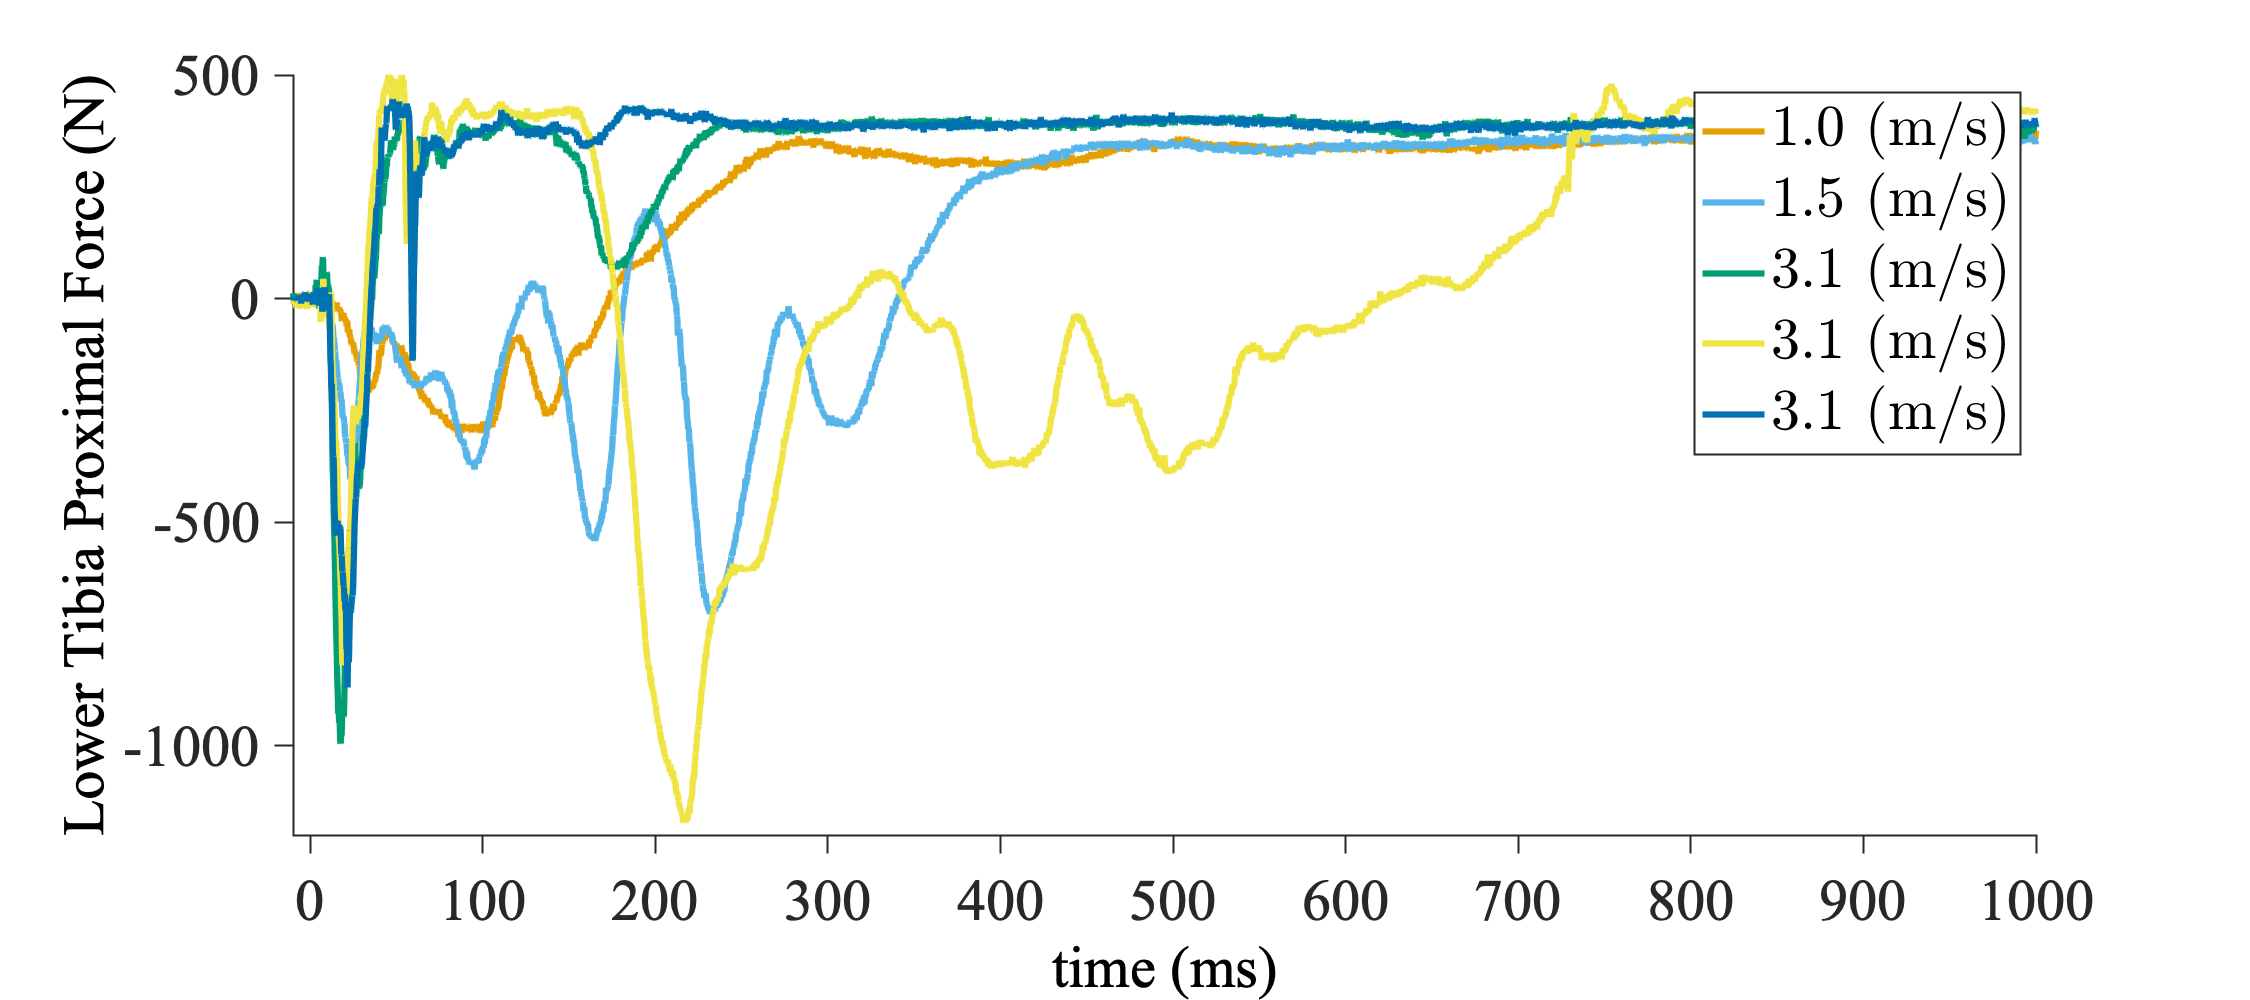 Lower Tibia Proximal Force (N)
500
0
-500
-1000
1.0 (m/s)
1.5 (m/s)
3.1 (m/s)
3.1 (m/s)
3.1 (m/s)
0 100 200 300 400 500 600 700 800 900 1000
time (ms)